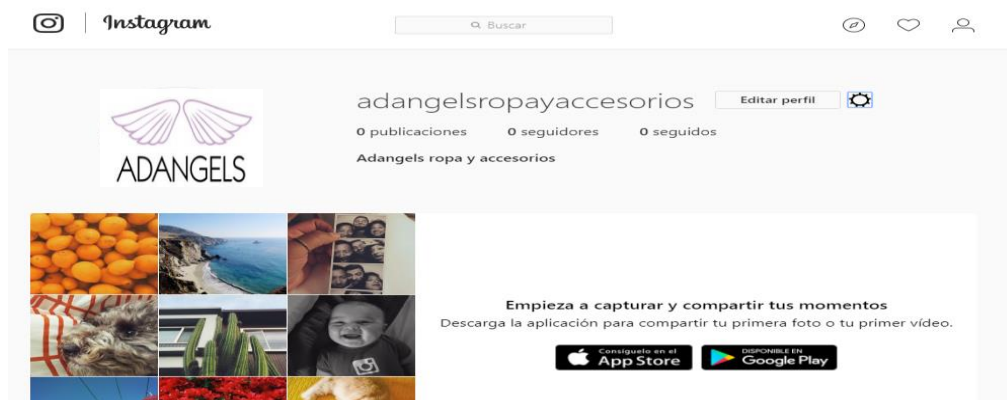 Instagram
Buscar
adangelsropayaccesorios Editar perfil
0 publicaciones 0 seguidores 0 seguidos
Adangels ropa y accesorios
ADANGELS
Empieza a capturar y compartir tus momentos
Descarga la aplicación para compartir tu primera foto o tu primer vídeo.
Consíguelo en el
App Store
DISPONIBLE EN
Google Play